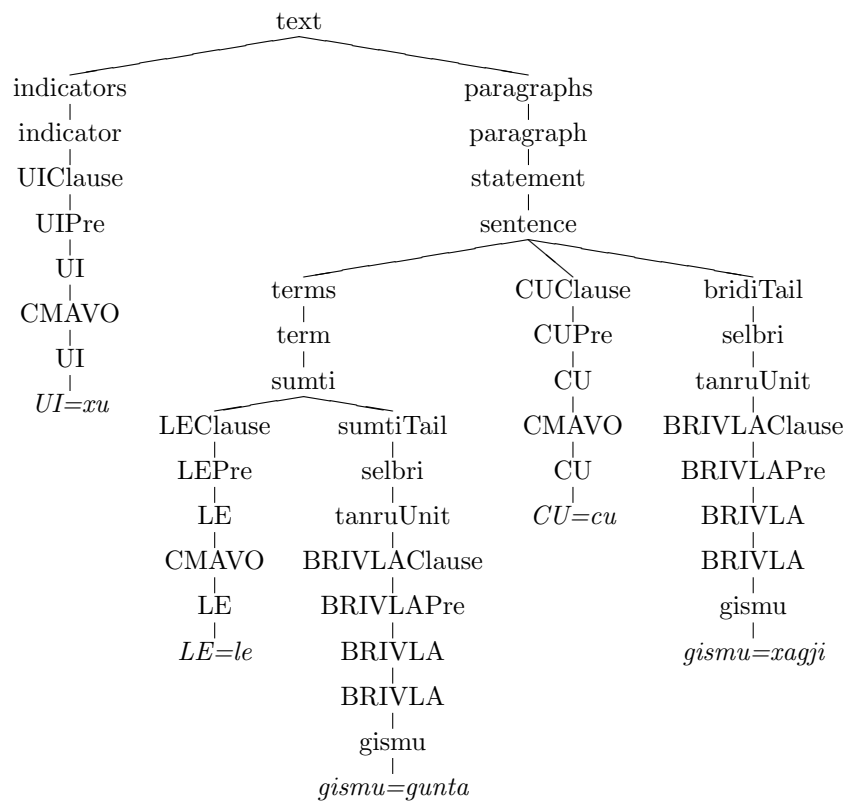 text
indicators paragraphs
indicator paragraph
UIClause statement
UIPre sentence
UI terms CUClause bridiTail
CMAVO term CUPre selbri
UI sumti CU tanruUnit
UI=xu
LEClause sumtiTail CMAVO BRIVLAClause
LEPre selbri CU BRIVLAPre
LE tanruUnit CU=cu BRIVLA
CMAVO BRIVLAClause BRIVLA
LE BRIVLAPre gismu
LE=le BRIVLA gismu=xagji
BRIVLA
gismu
gismu=gunta